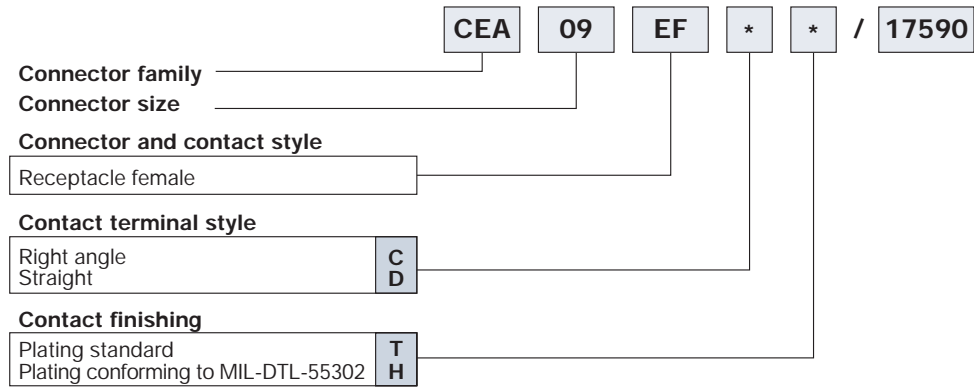 CEA 09 EF * * / 17590
Connector family
Connector size
Connector and contact style
Receptacle female
Contact terminal style
Right angle C
Straight D
Contact finishing
Plating standard T
Plating conforming to MIL-DTL-55302 H